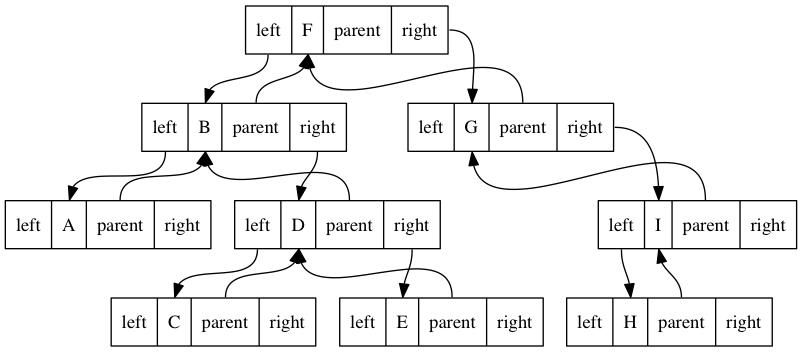 left F parent right
left B parent right
left G parent right
left A parent right
left D parent right
left I parent right
left C parent right
left E parent right
left H parent right